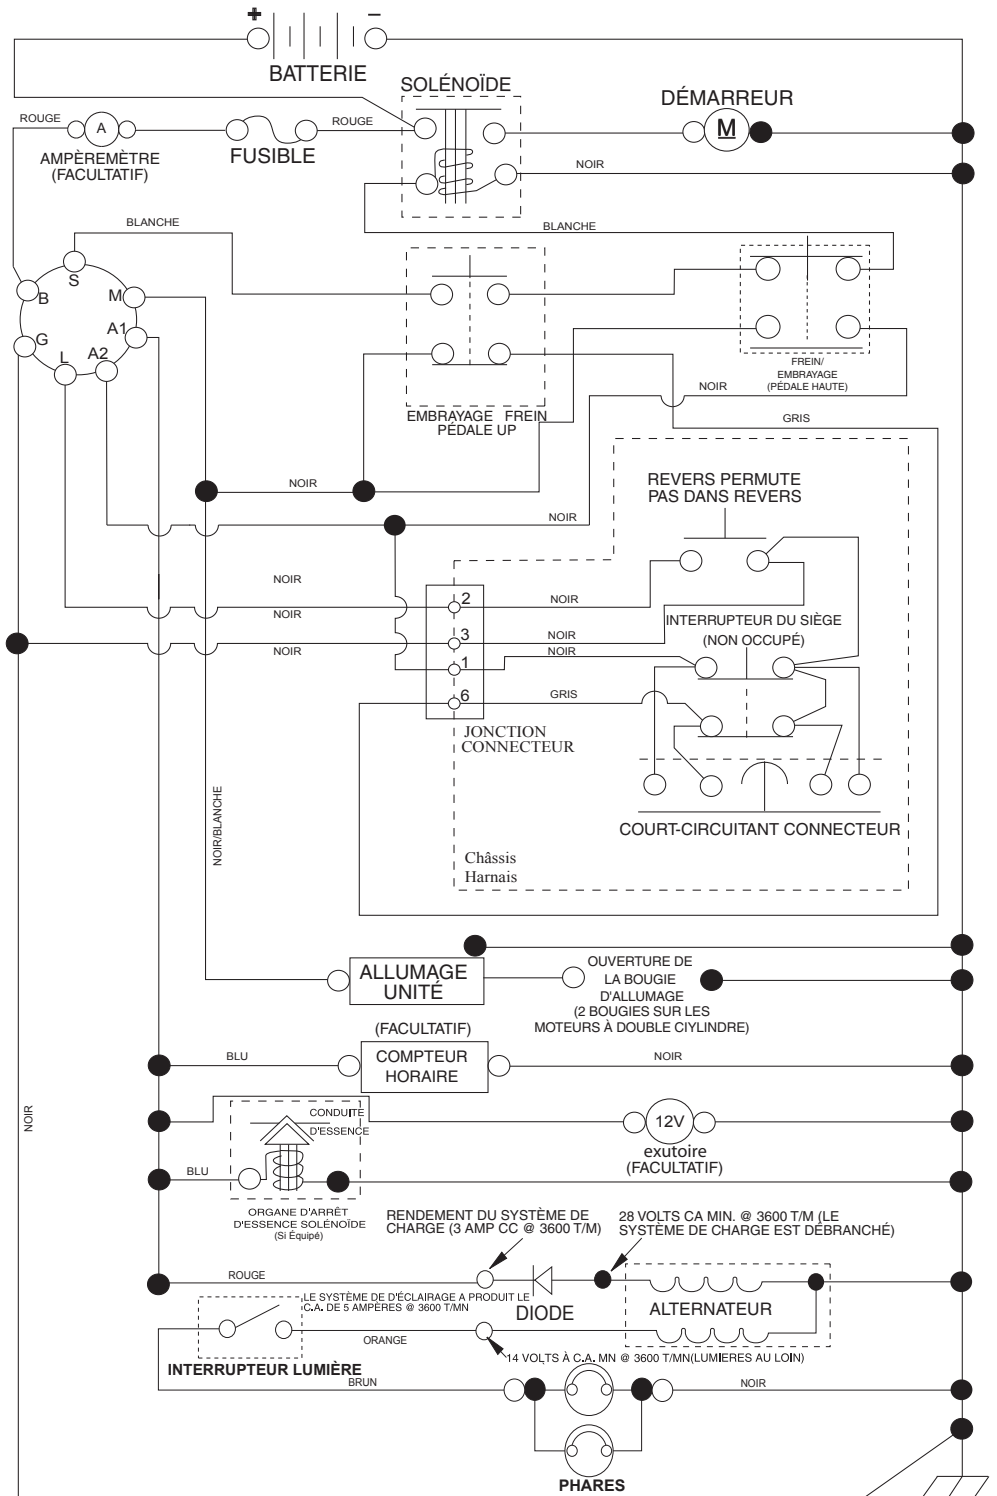 + −
BATTERIE
SOLÉNOÏDE
DÉMARREUR
ROUGE
A
ROUGE
M
AMPÈREMÈTRE
(FACULTATIF)
FUSIBLE
NOIR
BLANCHE
BLANCHE
S
B
M
G
A1
L
A2
FREIN/
EMBRAYAGE
(PÉDALE HAUTE)
NOIR
EMBRAYAGE FREIN
PÉDALE UP
GRIS
NOIR
REVERS PERMUTE
PAS DANS REVERS
NOIR
NOIR
2
NOIR
NOIR
INTERRUPTEUR DU SIÈGE
(NON OCCUPÉ)
3
NOIR
NOIR
NOIR
1
6
GRIS
JONCTION
CONNECTEUR
NOIR/BLANCHE
COURT-CIRCUITANT CONNECTEUR
Châssis
Harnais
ALLUMAGE
UNITÉ
OUVERTURE DE
LA BOUGIE
D'ALLUMAGE
(2 BOUGIES SUR LES
MOTEURS À DOUBLE CIYLINDRE)
(FACULTATIF)
BLU
COMPTEUR
HORAIRE
NOIR
NOIR
CONDUITE
D'ESSENCE
12V
exutoire
(FACULTATIF)
BLU
ORGANE D'ARRÊT
D'ESSENCE SOLÉNOÏDE
(Si Équipé)
RENDEMENT DU SYSTÈME DE
CHARGE (3 AMP CC @ 3600 T/M)
28 VOLTS CA MIN. @ 3600 T/M (LE
SYSTÈME DE CHARGE EST DÉBRANCHÉ)
ROUGE
LE SYSTÈME DE D'ÉCLAIRAGE A PRODUIT LE
C.A. DE 5 AMPÈRES @ 3600 T/MN
DIODE
ALTERNATEUR
ORANGE
14 VOLTS À C.A. MN @ 3600 T/MN(LUMIERES AU LOIN)
INTERRUPTEUR LUMIÈRE
BRUN
NOIR
PHARES